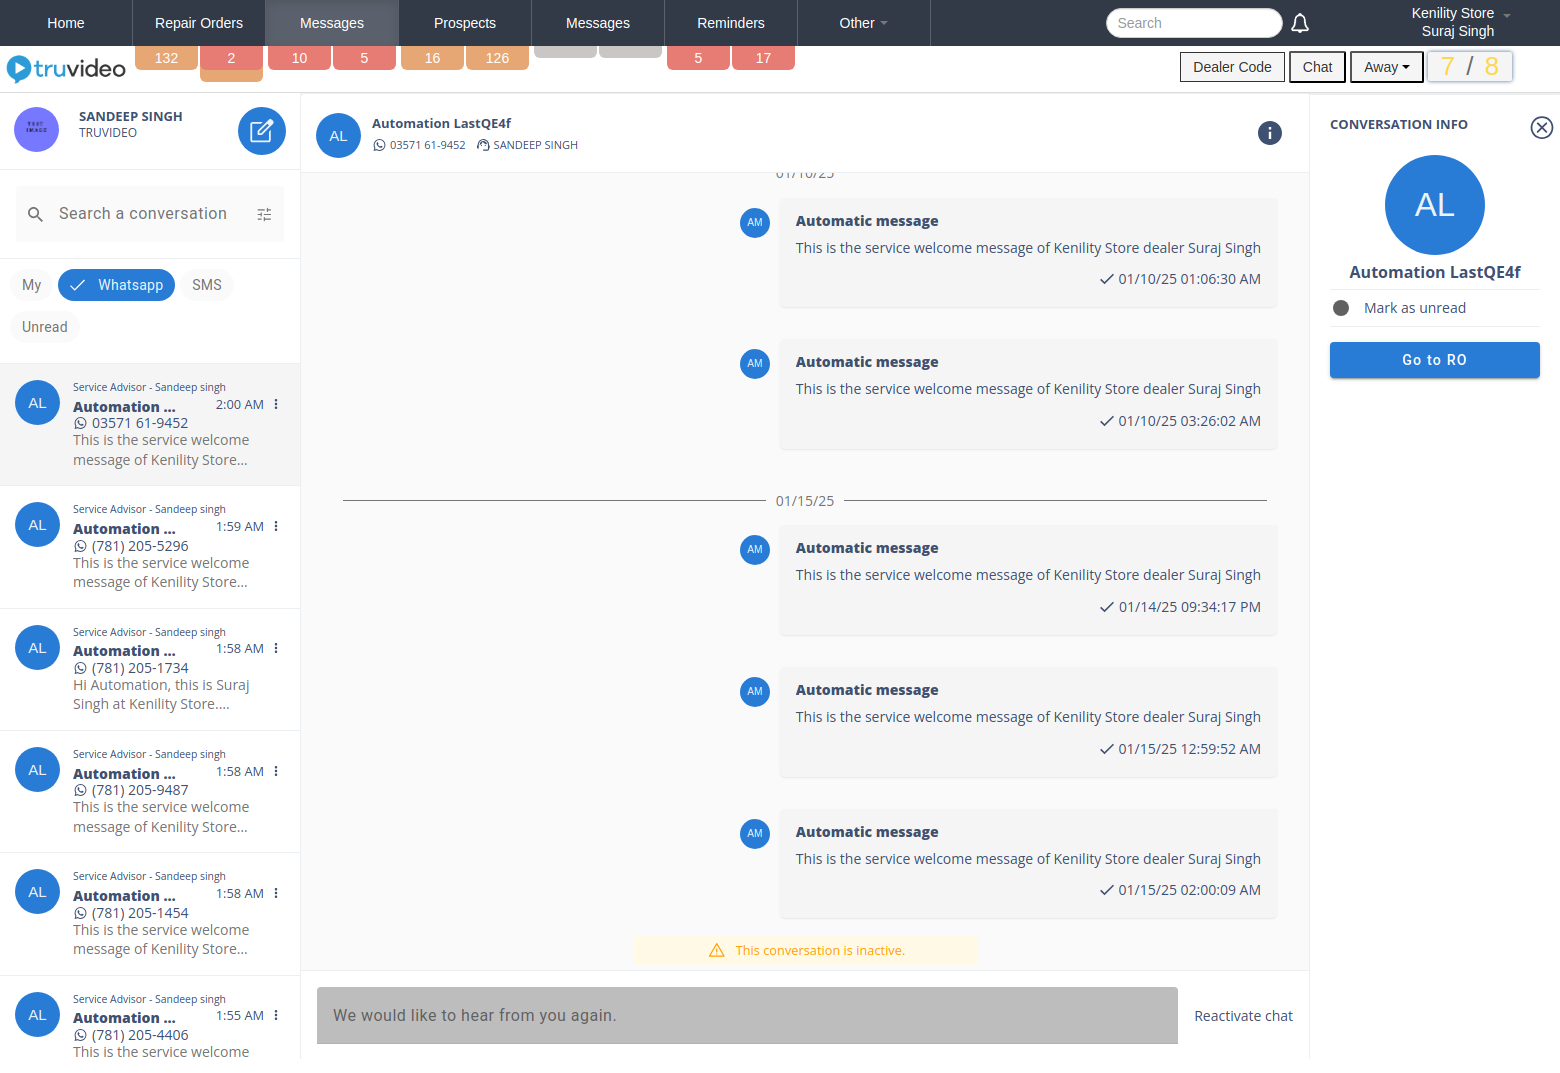 Home
Repair Orders
Messages
Prospects
Messages
Reminders
Other
Search
Kenility Store
Suraj Singh
truvideo
132
2
10
5
16
126
5
17
Dealer Code
Chat
Away
7 / 8
SANDEEP SINGH
TRUVIDEO
Search a conversation
My
Whatsapp
SMS
Unread
AL
Service Advisor - Sandeep singh
Automation ...
2:00 AM
03571 61-9452
This is the service welcome
message of Kenility Store...
AL
Service Advisor - Sandeep singh
Automation ...
1:59 AM
(781) 205-5296
This is the service welcome
message of Kenility Store...
AL
Service Advisor - Sandeep singh
Automation ...
1:58 AM
(781) 205-1734
Hi Automation, this is Suraj
Singh at Kenility Store....
AL
Service Advisor - Sandeep singh
Automation ...
1:58 AM
(781) 205-9487
This is the service welcome
message of Kenility Store...
AL
Service Advisor - Sandeep singh
Automation ...
1:58 AM
(781) 205-1454
This is the service welcome
message of Kenility Store...
AL
Service Advisor - Sandeep singh
Automation ...
1:55 AM
(781) 205-4406
This is the service welcome
AL
Automation LastQE4f
03571 61-9452 SANDEEP SINGH
01/10/25
AM
Automatic message
This is the service welcome message of Kenility Store dealer Suraj Singh
01/10/25 01:06:30 AM
AM
Automatic message
This is the service welcome message of Kenility Store dealer Suraj Singh
01/10/25 03:26:02 AM
01/15/25
AM
Automatic message
This is the service welcome message of Kenility Store dealer Suraj Singh
01/14/25 09:34:17 PM
AM
Automatic message
This is the service welcome message of Kenility Store dealer Suraj Singh
01/15/25 12:59:52 AM
AM
Automatic message
This is the service welcome message of Kenility Store dealer Suraj Singh
01/15/25 02:00:09 AM
This conversation is inactive.
We would like to hear from you again.
Reactivate chat
CONVERSATION INFO
AL
Automation LastQE4f
Mark as unread
Go to RO